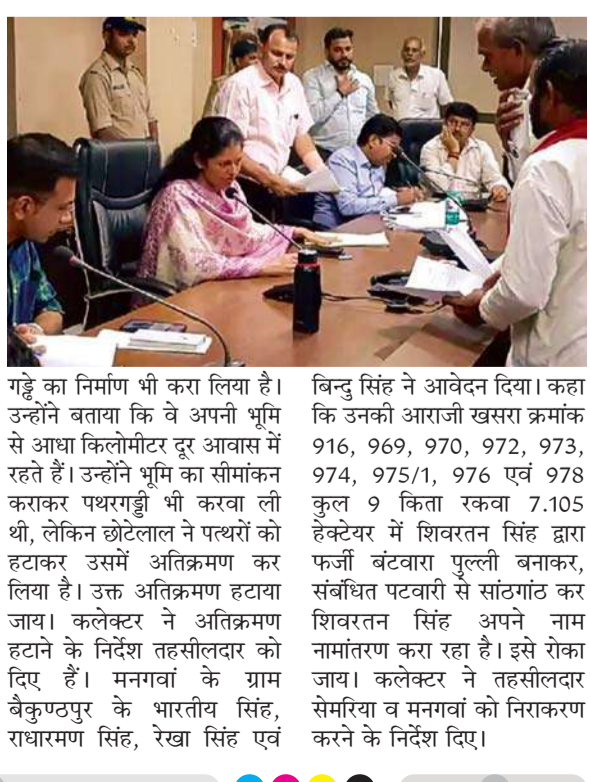 गड्ढे का निर्माण भी करा लिया है।
उन्होंने बताया कि वे अपनी भूमि
से आधा किलोमीटर दूर आवास में
रहते हैं। उन्होंने भूमि का सीमांकन
कराकर पथरगड्डी भी करवा ली
थी, लेकिन छोटेलाल ने पत्थरों को
हटाकर उसमें अतिक्रमण कर
लिया है। उक्त अतिक्रमण हटाया
जाय। कलेक्टर ने अतिक्रमण
हटाने के निर्देश तहसीलदार को
दिए हैं। मनगवां के ग्राम
बैकुण्ठपुर के भारतीय सिंह,
राधारमण सिंह, रेखा सिंह एवं
बिन्दु सिंह ने आवेदन दिया। कहा
कि उनकी आराजी खसरा क्रमांक
916, 969, 970, 972, 973,
974, 975/1, 976 एवं 978
कुल 9 किता रकवा 7.105
हेक्टेयर में शिवरतन सिंह द्वारा
फर्जी बंटवारा पुल्ली बनाकर,
संबंधित पटवारी से सांठगांठ कर
शिवरतन सिंह अपने नाम
नामांतरण करा रहा है। इसे रोका
जाय। कलेक्टर ने तहसीलदार
सेमरिया व मनगवां को निराकरण
करने के निर्देश दिए।